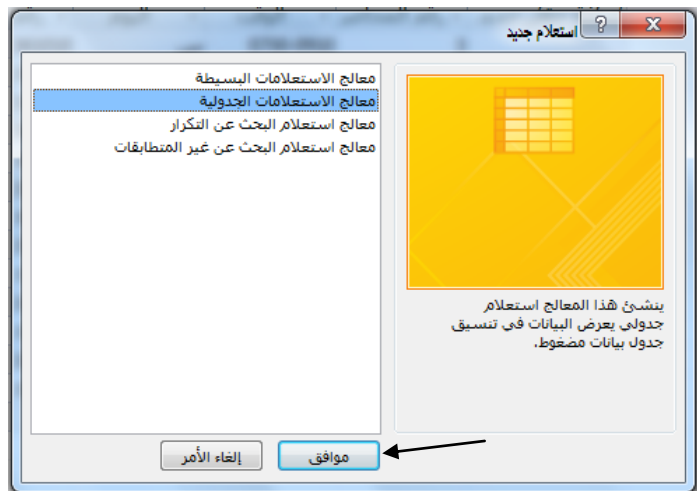 استعلام جديد
معالج الاستعلامات البسيطة
معالج الاستعلامات الجدولية
معالج استعلام البحث عن التكرار
معالج استعلام البحث عن غير المتطابقات
ينشئ هذا المعالج استعلام
جدولي يعرض البيانات في تنسيق
جدول بيانات مضغوط.
موافق
إلغاء الأمر